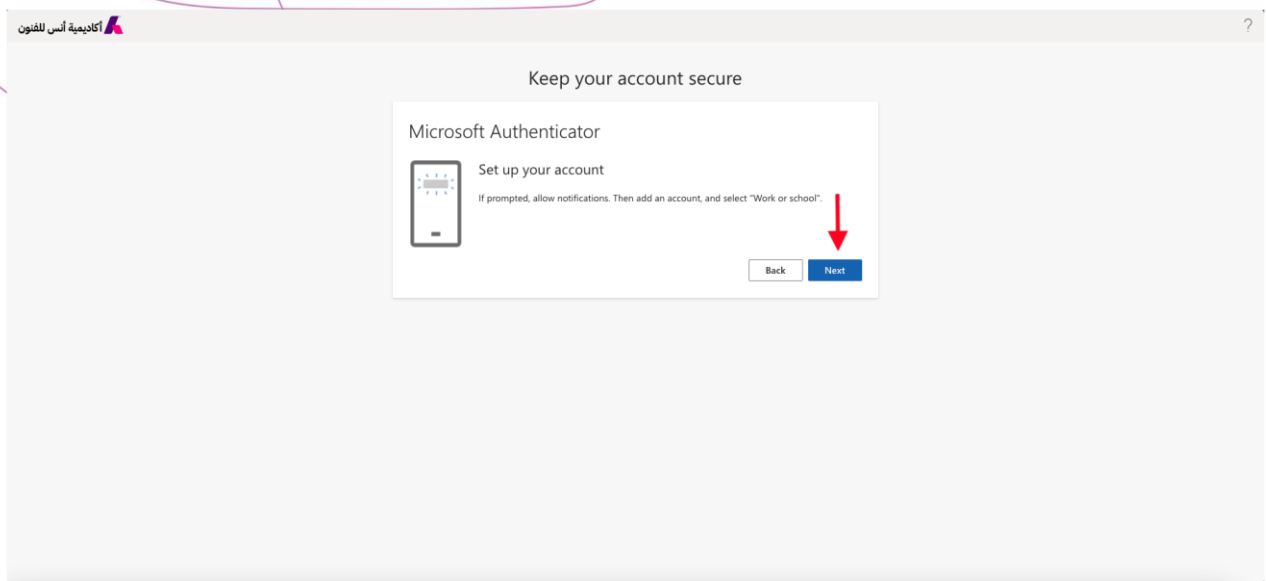 أكاديمية أنس للفنون
?
Keep your account secure
Microsoft Authenticator
Set up your account
If prompted, allow notifications. Then add an account, and select "Work or school".
Back
Next